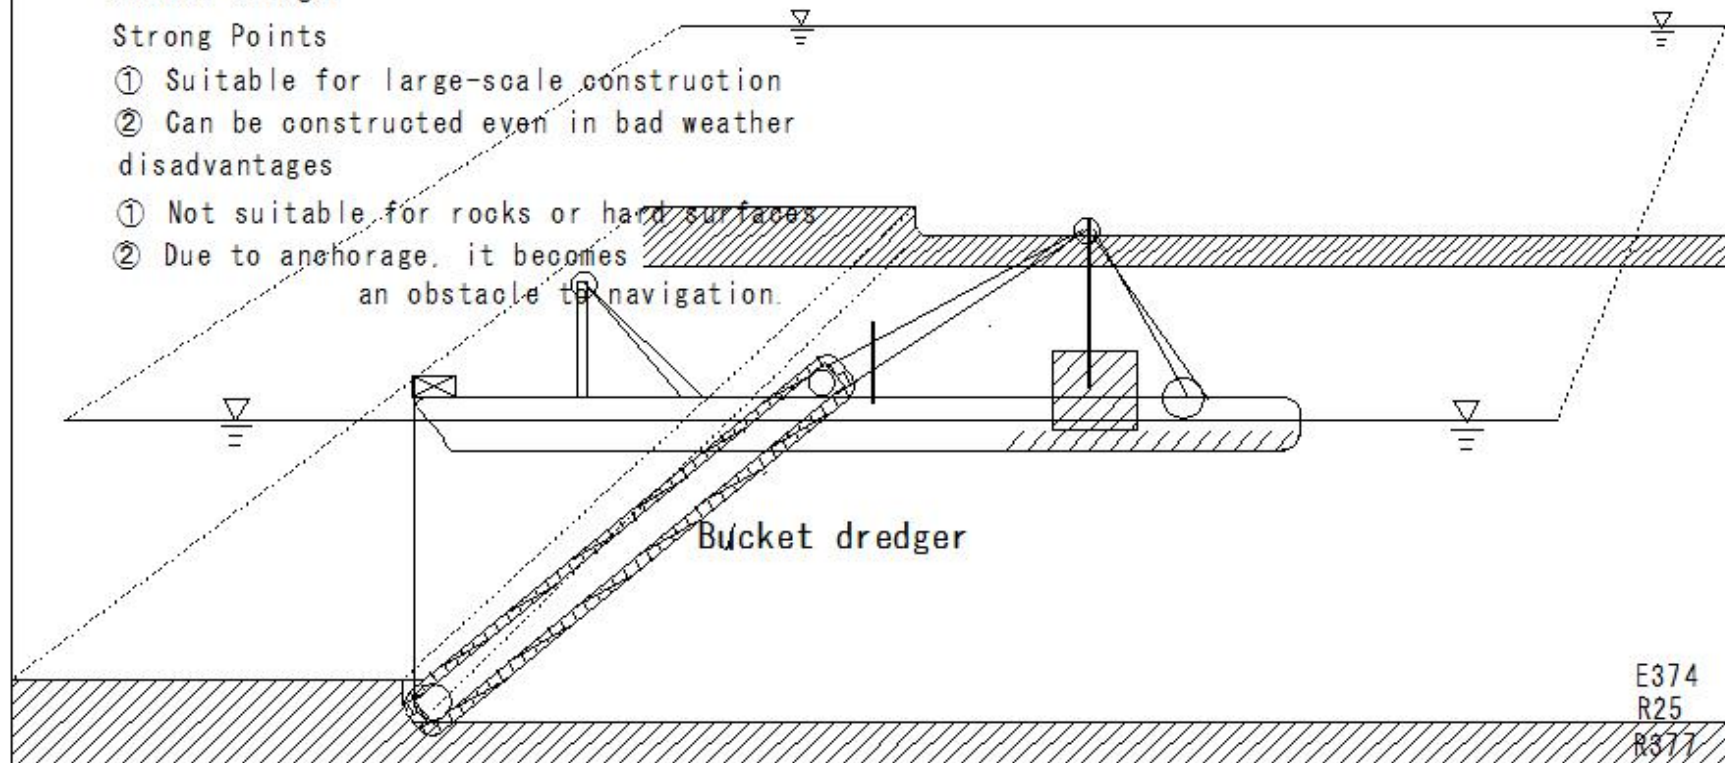 Strong Points
① Suitable for large-scale construction
② Can be constructed even in bad weather
disadvantages
① Not suitable for rocks or hard surfaces
② Due to anchorage, it becomes
an obstacle to navigation.
Bucket dredger
E374
R25
R377